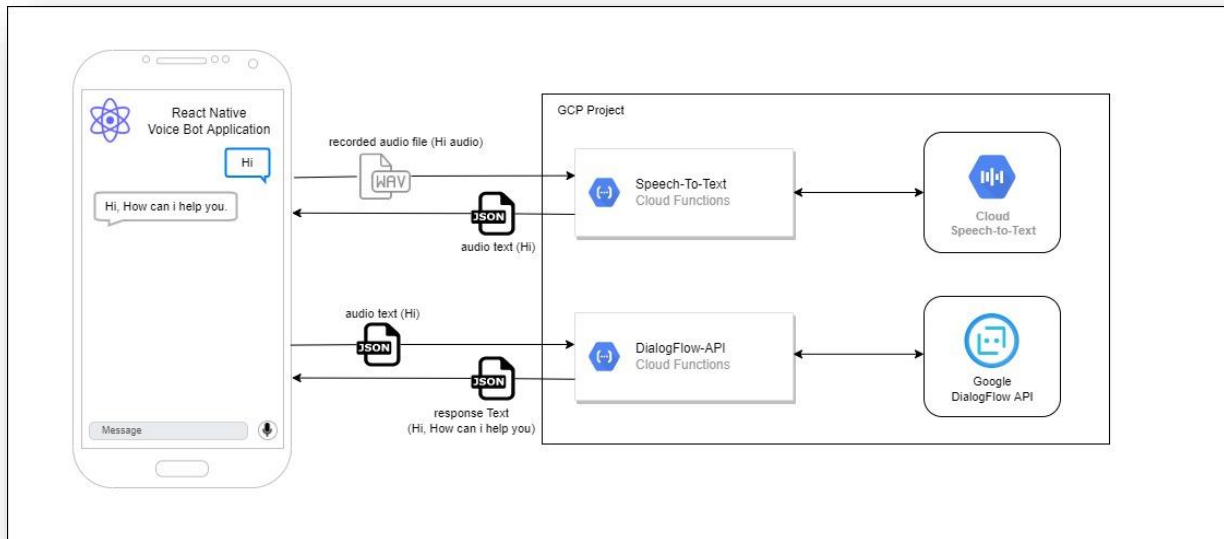 React Native
Voice Bot Application
Hi
Hi, How can i help you.
Message
recorded audio file (Hi audio)
WAV
JSON
audio text (Hi)
audio text (Hi)
JSON
JSON
response Text
(Hi, How can i help you)
GCP Project
Speech-To-Text
Cloud Functions
Cloud
Speech-to-Text
DialogFlow-API
Cloud Functions
Google
DialogFlow API